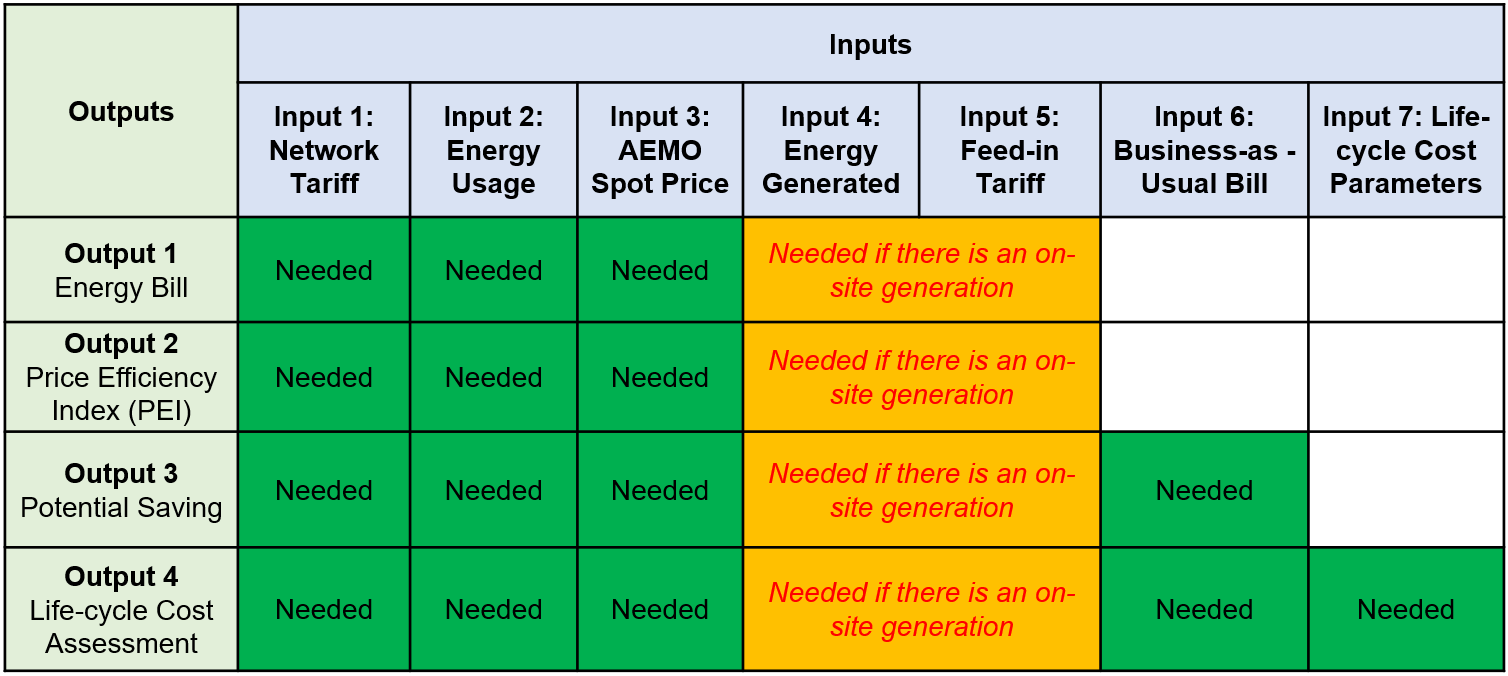 Inputs
Outputs
Input 1:
Network
Tariff
Input 2:
Energy
Usage
Input 3:
AEMO
Spot Price
Input 4:
Energy
Generated
Input 5:
Feed-in
Tariff
Input 6:
Business-as -
Usual Bill
Input 7: Life-
cycle Cost
Parameters
Output 1
Energy Bill
Needed
Needed
Needed
Needed if there is an on-
site generation
Output 2
Price Efficiency
Index (PEI)
Needed
Needed
Needed
Needed if there is an on-
site generation
Output 3
Potential Saving
Needed
Needed
Needed
Needed if there is an on-
site generation
Needed
Output 4
Life-cycle Cost
Assessment
Needed
Needed
Needed
Needed if there is an on-
site generation
Needed
Needed